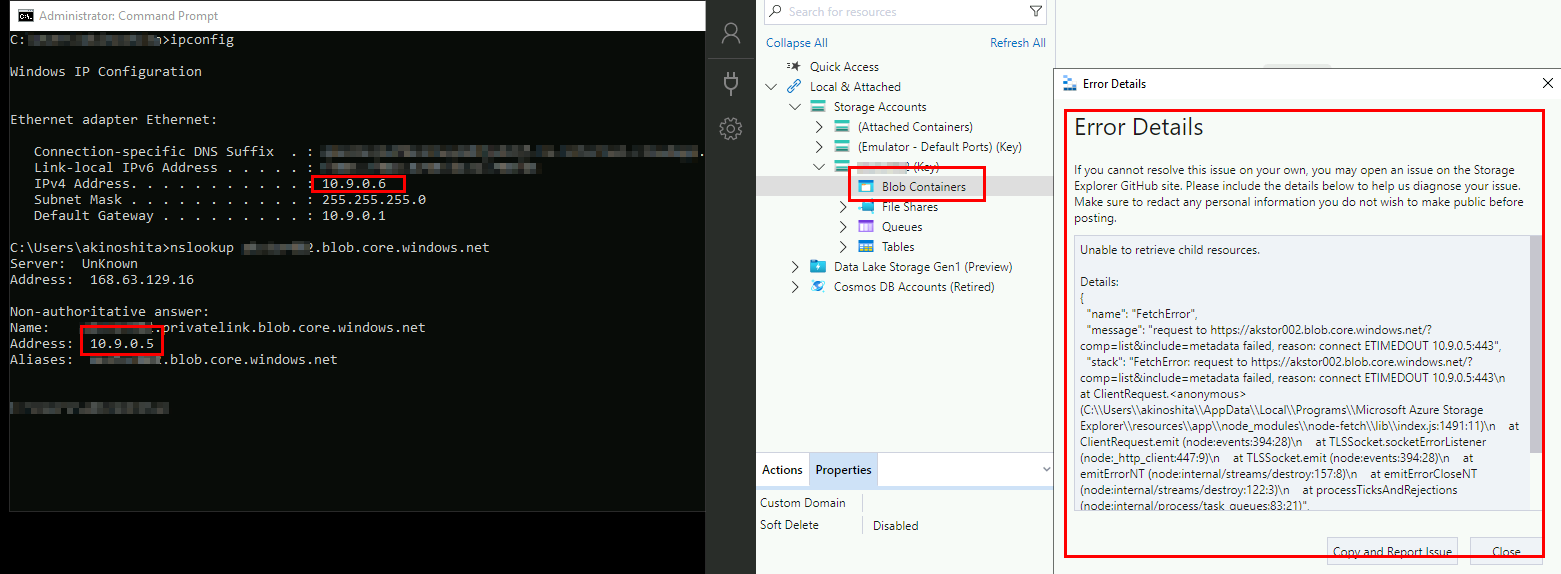 Administrator: Command Prompt
C:
>ipconfig
Windows IP Configuration
Ethernet adapter Ethernet:
Connection-specific DNS Suffix . :
Link-local IPv6 Address . . . . . :
IPv4 Address. . . . . . . . . . . : 10.9.0.6
Subnet Mask . . . . . . . . . . . : 255.255.255.0
Default Gateway . . . . . . . . . : 10.9.0.1
C:\Users\akinoshita>nslookup 2.blob.core.windows.net
Server: UnKnown
Address: 168.63.129.16
Non-authoritative answer:
Name: .privatelink.blob.core.windows.net
Address: 10.9.0.5
Aliases: .blob.core.windows.net
Search for resources
Collapse All
Refresh All
Quick Access
Local & Attached
Storage Accounts
(Attached Containers)
(Emulator - Default Ports) (Key)
(Key)
Blob Containers
File Shares
Queues
Tables
Data Lake Storage Gen1 (Preview)
Cosmos DB Accounts (Retired)
Actions
Properties
Custom Domain
Soft Delete
Disabled
Error Details
Error Details
If you cannot resolve this issue on your own, you may open an issue on the Storage
Explorer GitHub site. Please include the details below to help us diagnose your issue.
Make sure to redact any personal information you do not wish to make public before
posting.
Unable to retrieve child resources.
Details:
{
"name": "FetchError",
"message": "request to https://akstor002.blob.core.windows.net/?
comp=list&include=metadata failed, reason: connect ETIMEDOUT 10.9.0.5:443",
"stack": "FetchError: request to https://akstor002.blob.core.windows.net/?
comp=list&include=metadata failed, reason: connect ETIMEDOUT 10.9.0.5:443\n
at ClientRequest.<anonymous>
(C:\\Users\\akinoshita\\AppData\\Local\\Programs\\Microsoft Azure Storage
Explorer\\resources\\app\\node_modules\\node-fetch\\lib\\index.js:1491:11)\n at
ClientRequest.emit (node:events:394:28)\n at TLSSocket.socketErrorListener
(node:_http_client:447:9)\n at TLSSocket.emit (node:events:394:28)\n at
emitErrorNT (node:internal/streams/destroy:157:8)\n at emitErrorCloseNT
(node:internal/streams/destroy:122:3)\n at processTicksAndRejections
(node:internal/process/task_queues:83:21)",
Copy and Report Issue
Close